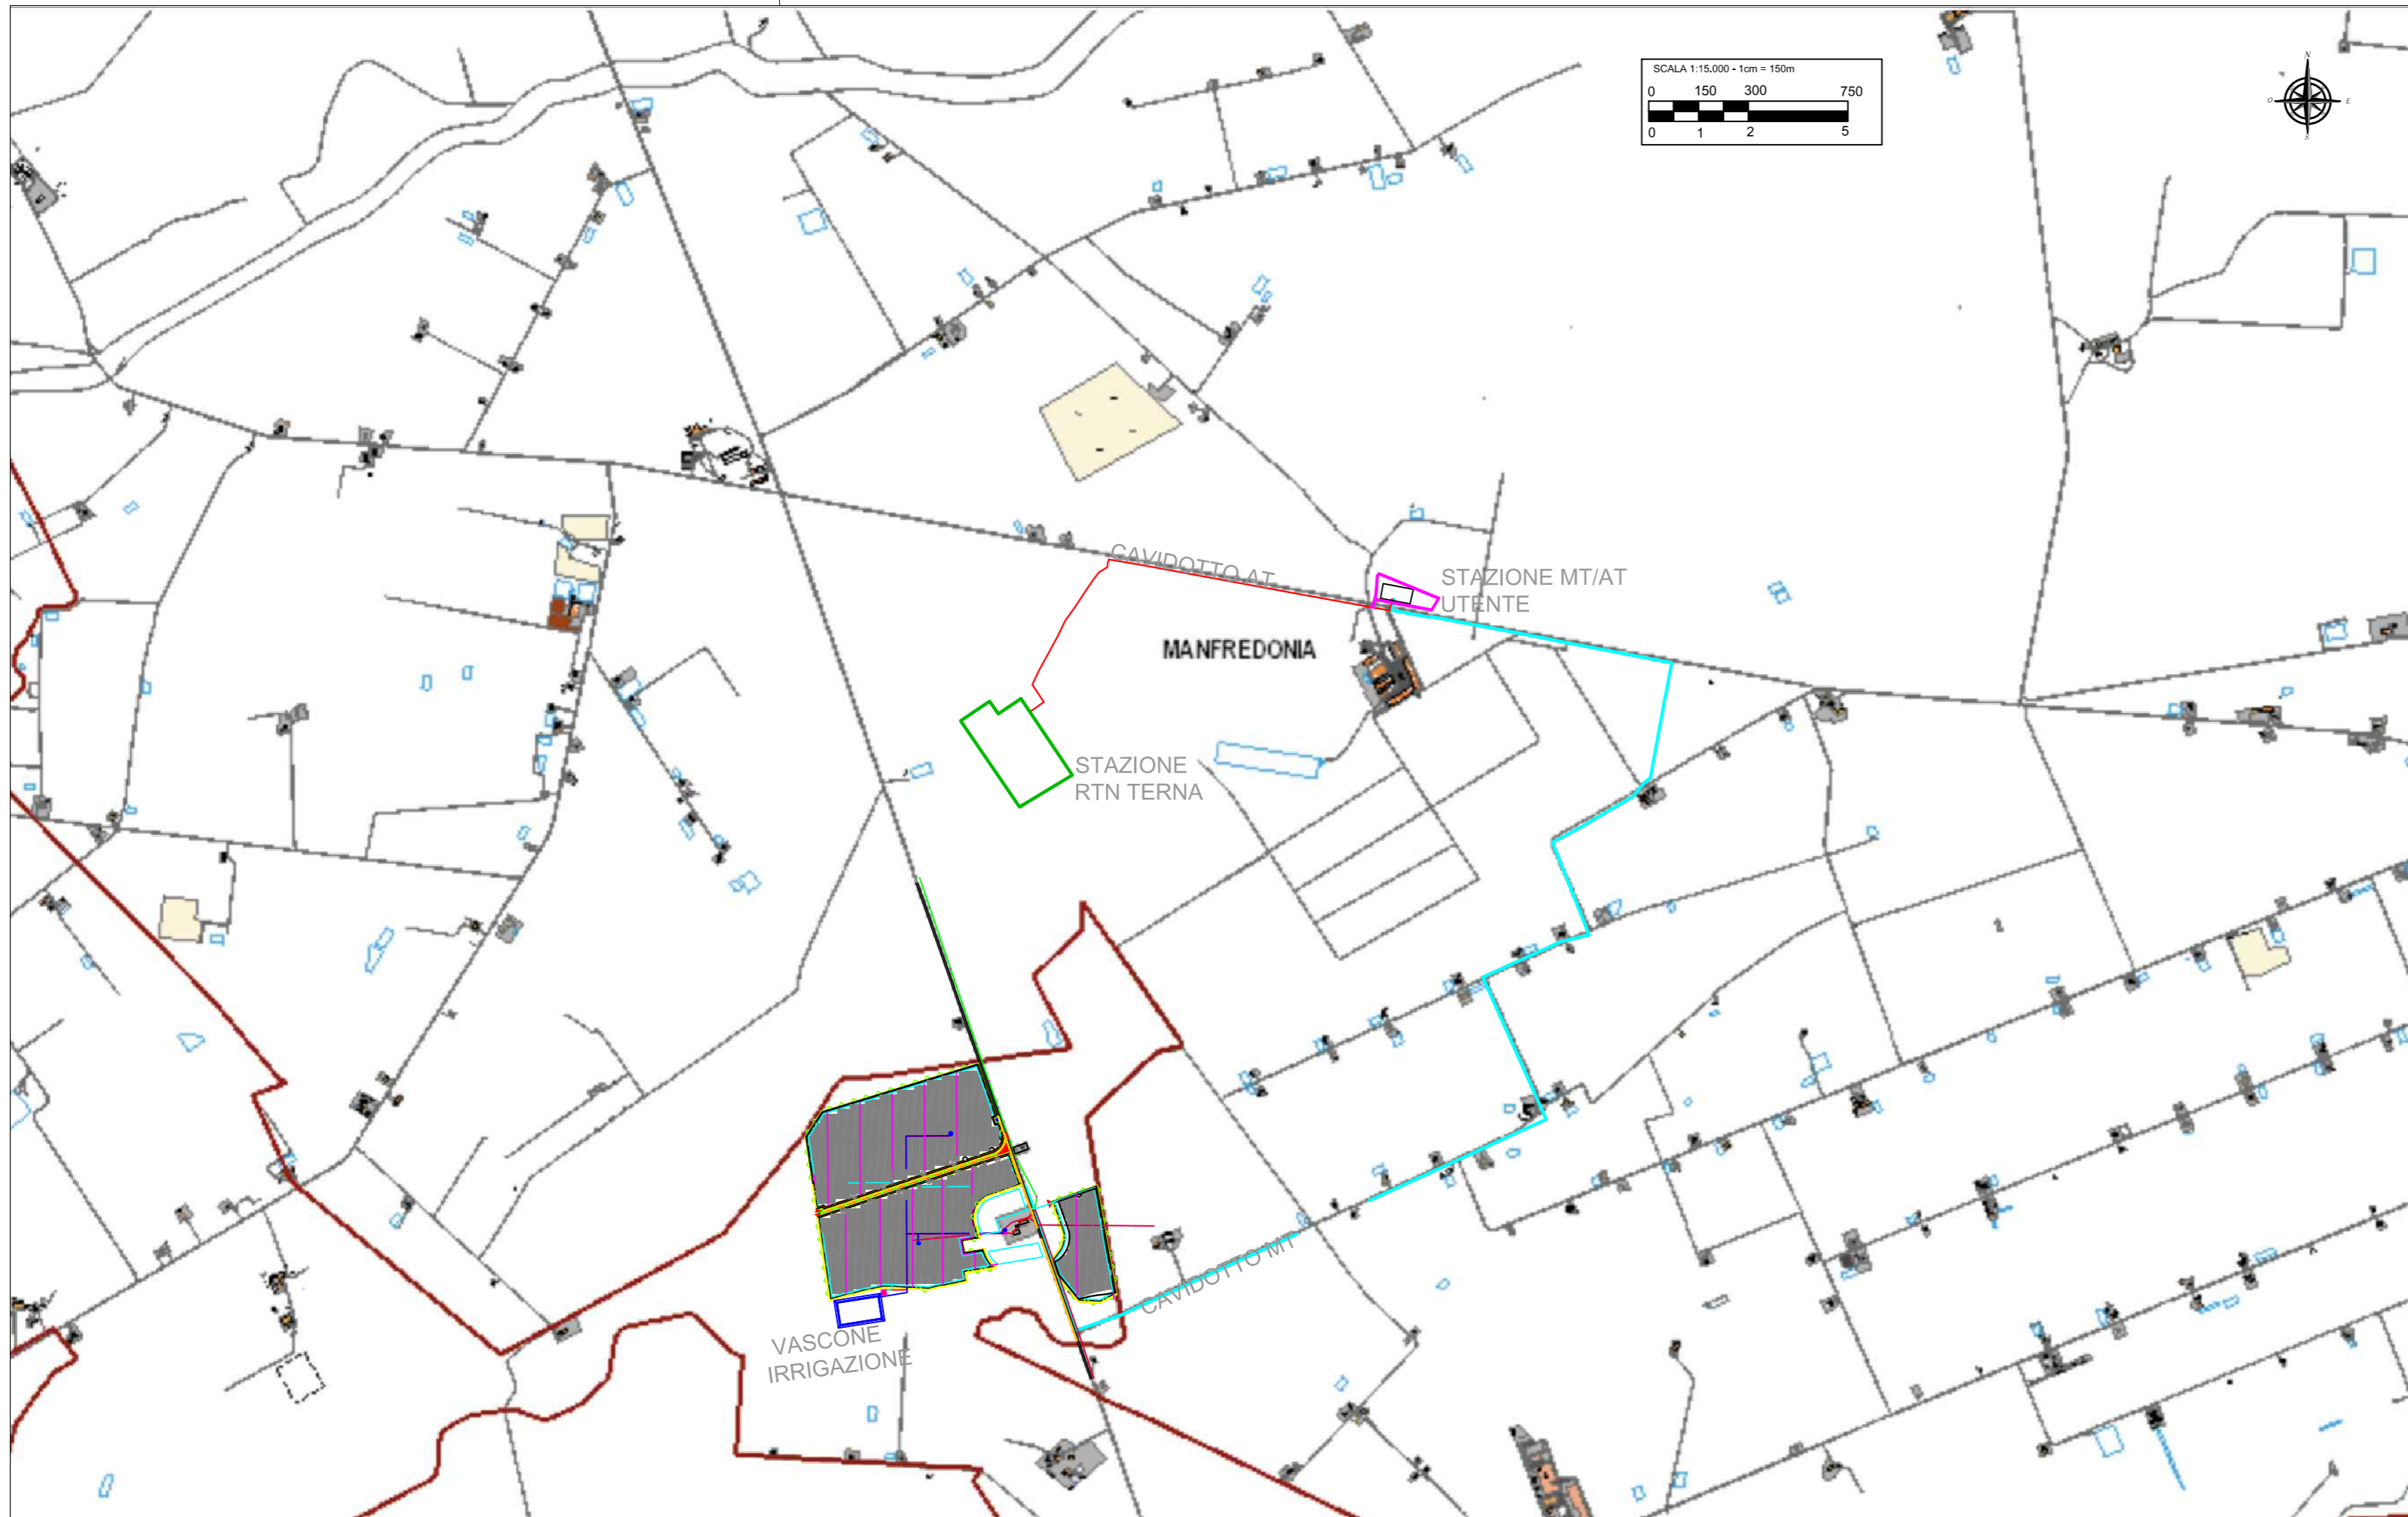 SCALA 1:15.000 - 1cm = 150m
0 150 300 750
0 1 2 5
N
O E
S
CAVIDOTTO AT
STAZIONE MT/AT
UTENTE
MANFREDONIA
STAZIONE
RTN TERNA
CAVIDOTTO MT
VASCONE
IRRIGAZIONE